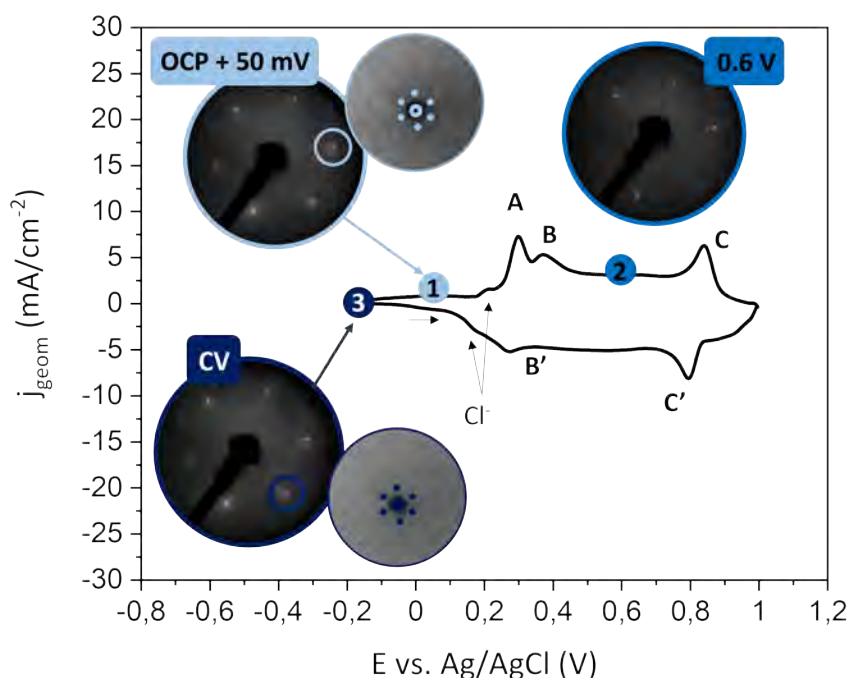 30
25
20
15
10
5
0
-5
-10
-15
-20
-25
-30
j_geom (mA/cm⁻²)
OCP + 50 mV
0.6 V
A
B
C
1
2
3
CV
B'
C'
Cl⁻
-0,8 -0,6 -0,4 -0,2 0 0,2 0,4 0,6 0,8 1 1,2
E vs. Ag/AgCl (V)